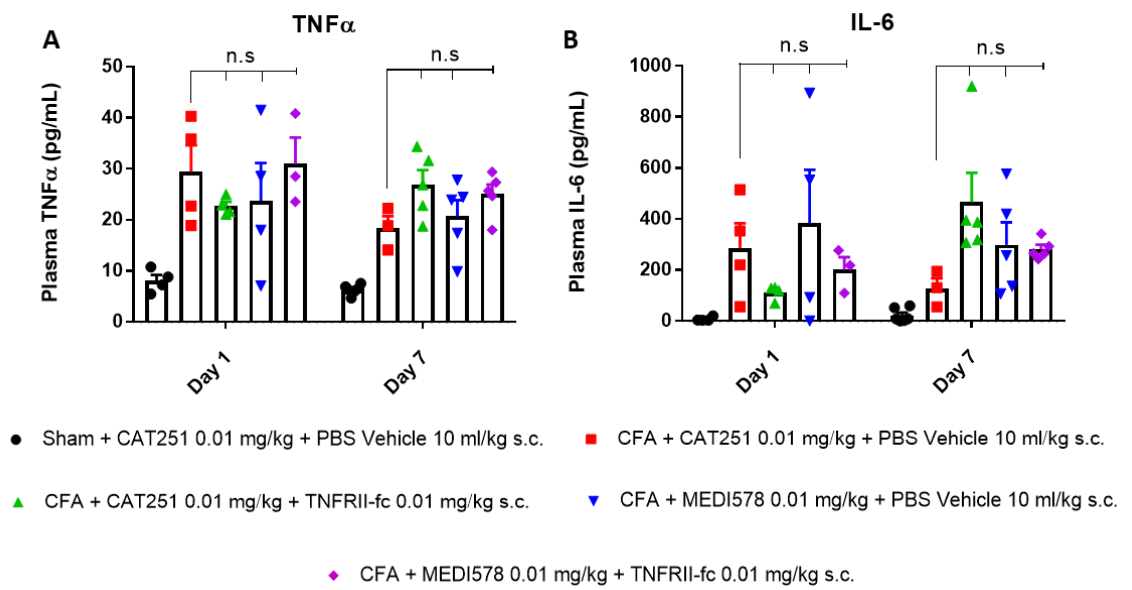 A
TNFα
n.s
n.s
Plasma TNFα (pg/mL)
50
40
30
20
10
0
Day 1
Day 7
B
IL-6
n.s
n.s
Plasma IL-6 (pg/mL)
1000
800
600
400
200
0
Day 1
Day 7
Sham + CAT251 0.01 mg/kg + PBS Vehicle 10 ml/kg s.c.
CFA + CAT251 0.01 mg/kg + PBS Vehicle 10 ml/kg s.c.
CFA + CAT251 0.01 mg/kg + TNFRII-fc 0.01 mg/kg s.c.
CFA + MEDI578 0.01 mg/kg + PBS Vehicle 10 ml/kg s.c.
CFA + MEDI578 0.01 mg/kg + TNFRII-fc 0.01 mg/kg s.c.